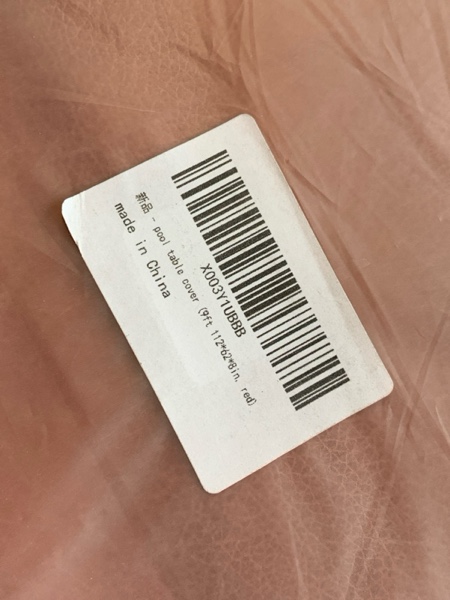 X003Y1UBBB
新品 - pool table cover (9ft 112*62*8in. red)
made in China